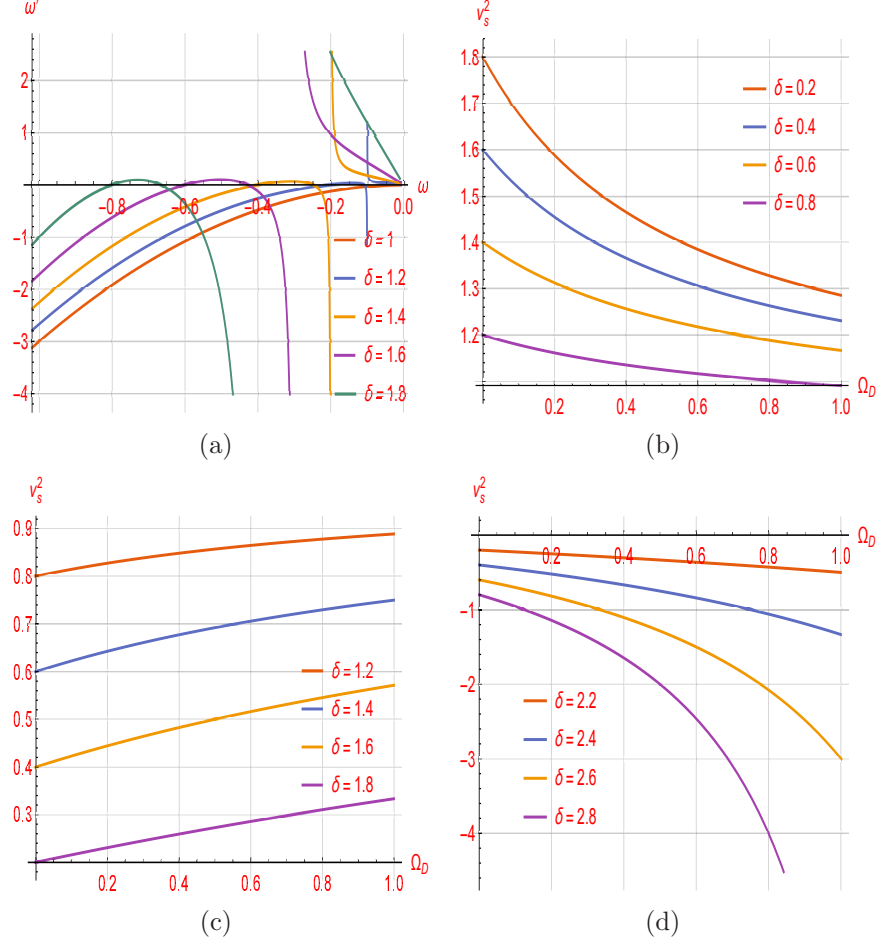 ω′
2
1
−0.8 −0.6 −0.4 −0.2 0.0 ω
−1
−2
−3
−4
δ = 1
δ = 1.2
δ = 1.4
δ = 1.6
δ = 1.8
(a)
v_s^2
1.8
1.7
1.6
1.5
1.4
1.3
1.2
0.2 0.4 0.6 0.8 1.0 Ω_D
δ = 0.2
δ = 0.4
δ = 0.6
δ = 0.8
(b)
v_s^2
0.9
0.8
0.7
0.6
0.5
0.4
0.3
0.2 0.4 0.6 0.8 1.0 Ω_D
δ = 1.2
δ = 1.4
δ = 1.6
δ = 1.8
(c)
v_s^2
0.2 0.4 0.6 0.8 1.0 Ω_D
−1
−2
−3
−4
δ = 2.2
δ = 2.4
δ = 2.6
δ = 2.8
(d)